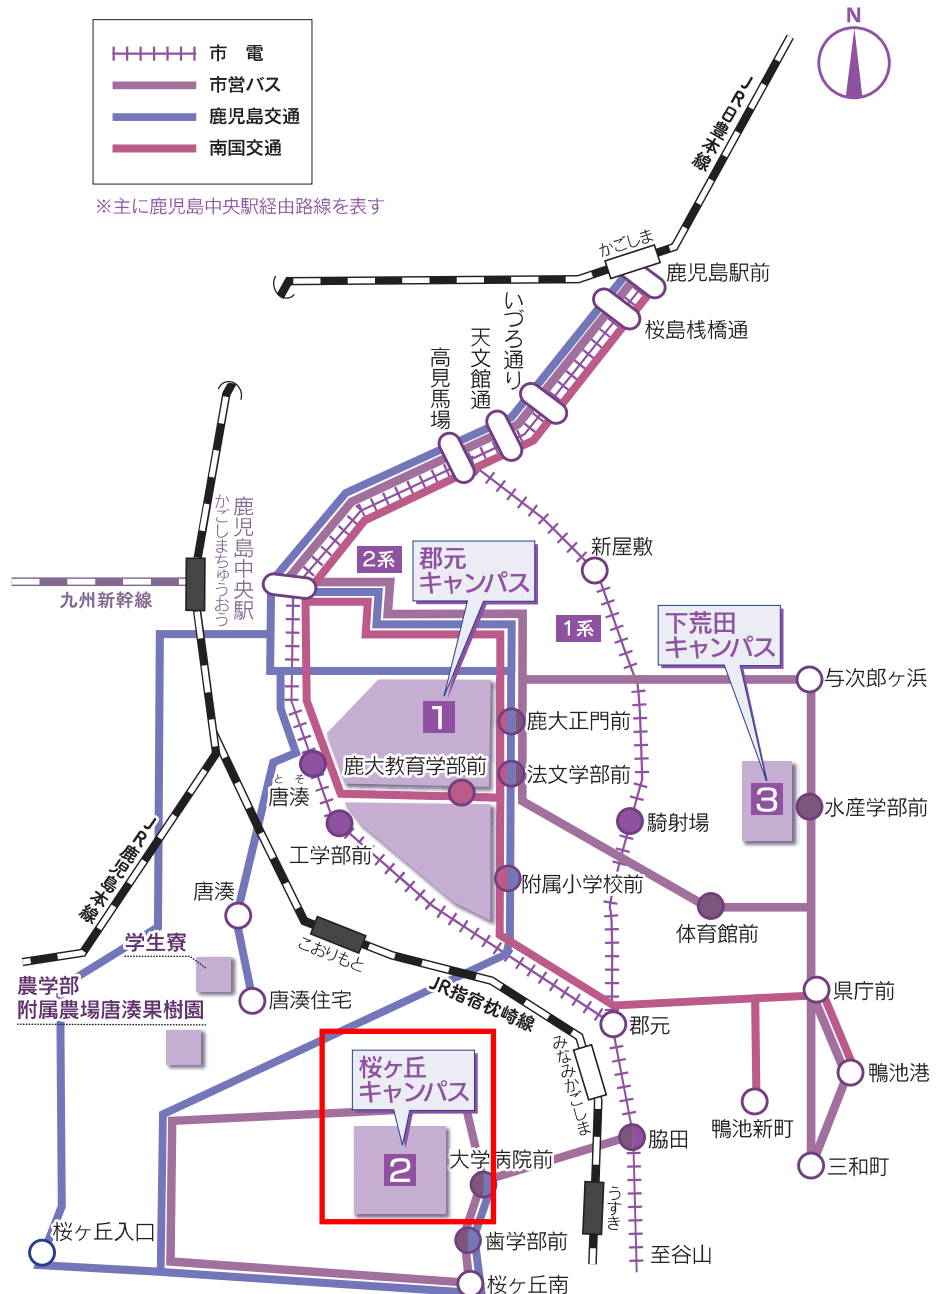 N
市　電
市営バス
鹿児島交通
南国交通
※主に鹿児島中央駅経由路線を表す
JR日豊本線
かごしま
鹿児島駅前
桜島桟橋通
いづろ通り
天文館通
高見馬場
鹿児島中央駅
かごしまちゅうおう
九州新幹線
2系
郡元
キャンパス
新屋敷
1系
下荒田
キャンパス
与次郎ヶ浜
1
鹿大正門前
鹿大教育学部前
法文学部前
とそ
唐湊
3
水産学部前
騎射場
工学部前
JR鹿児島本線
附属小学校前
唐湊
体育館前
学生寮
こおりもと
農学部
附属農場唐湊果樹園
唐湊住宅
JR指宿枕崎線
県庁前
郡元
みなみかごしま
桜ヶ丘
キャンパス
鴨池港
鴨池新町
脇田
2
大学病院前
三和町
うすき
桜ヶ丘入口
歯学部前
至谷山
桜ヶ丘南